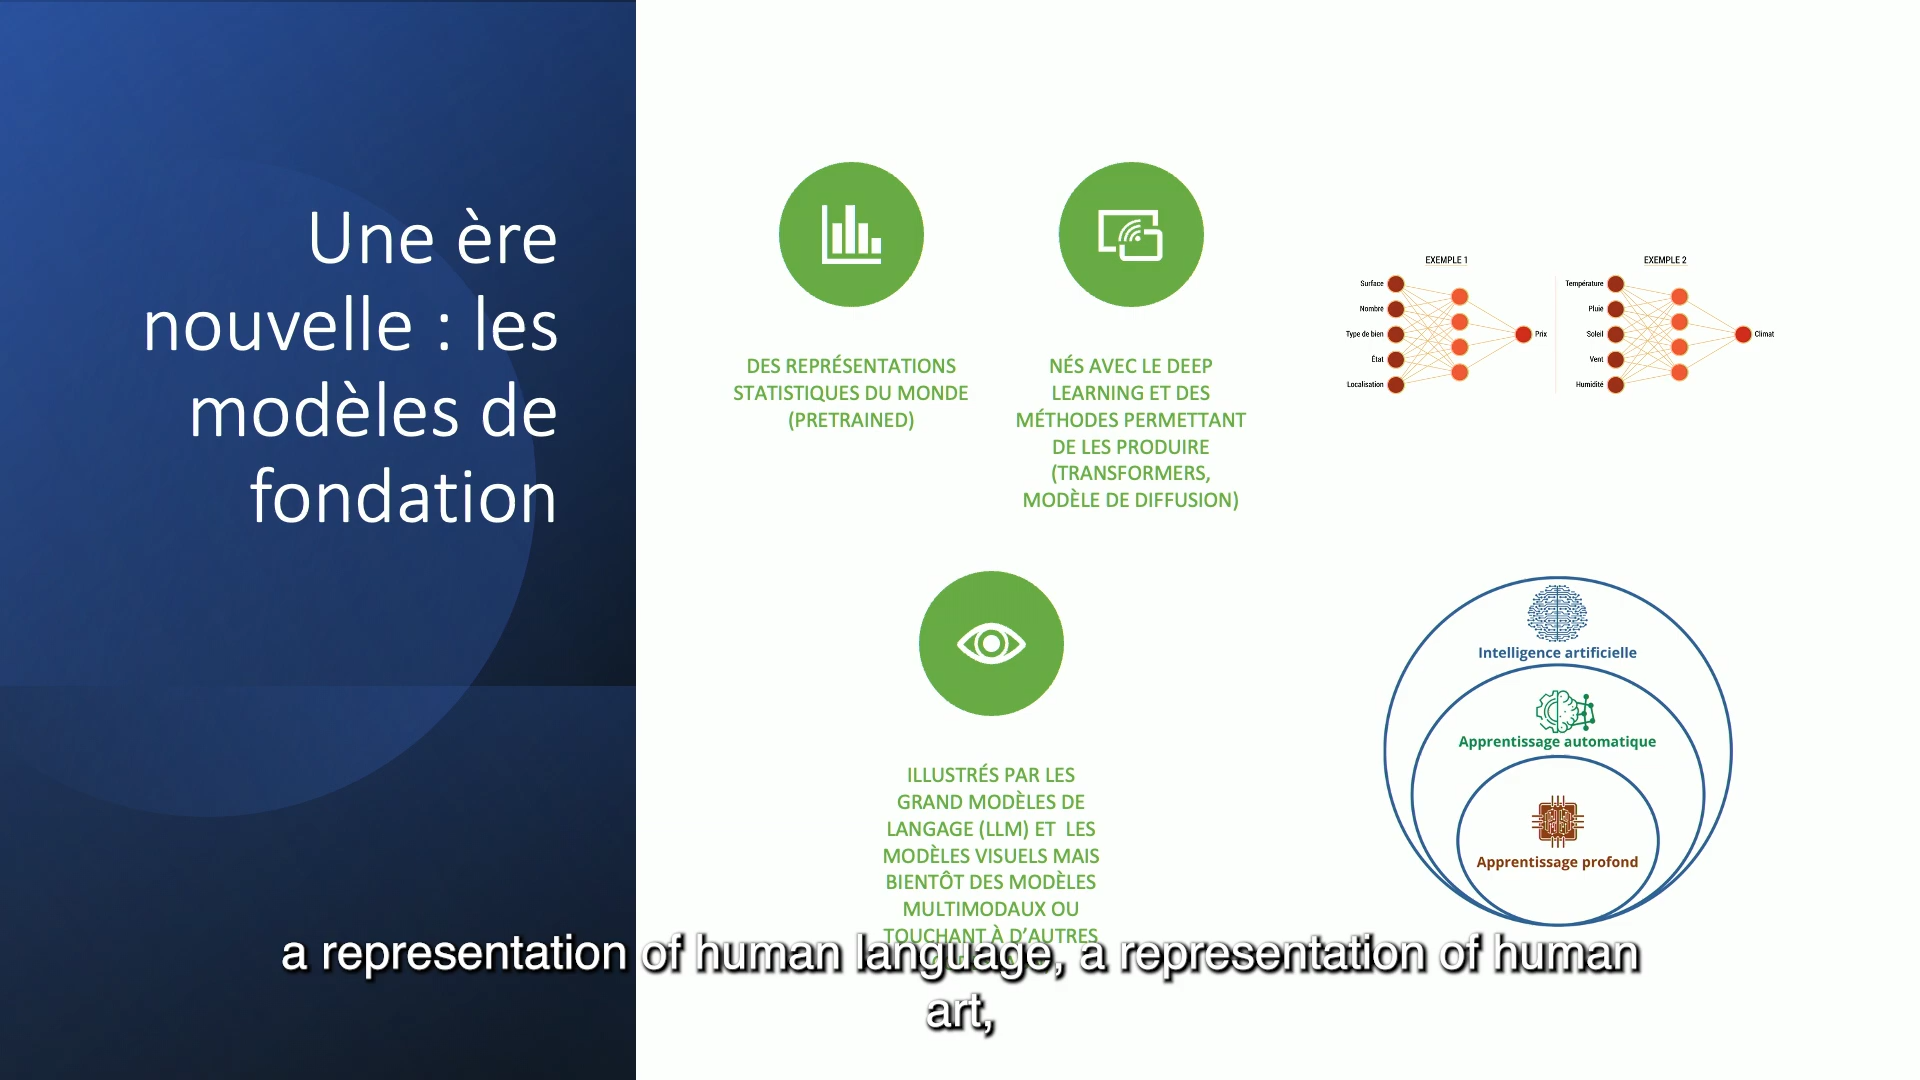 Une ère
nouvelle : les
modèles de
fondation
DES REPRÉSENTATIONS
STATISTIQUES DU MONDE
(PRETRAINED)
NÉS AVEC LE DEEP
LEARNING ET DES
MÉTHODES PERMETTANT
DE LES PRODUIRE
(TRANSFORMERS,
MODÈLE DE DIFFUSION)
ILLUSTRÉS PAR LES
GRAND MODÈLES DE
LANGAGE (LLM) ET LES
MODÈLES VISUELS MAIS
BIENTÔT DES MODÈLES
MULTIMODAUX OU
TOUCHANT À D’AUTRES
EXEMPLE 1
Surface
Nombre
Type de bien
État
Localisation
Prix
EXEMPLE 2
Température
Pluie
Soleil
Vent
Humidité
Climat
Intelligence artificielle
Apprentissage automatique
Apprentissage profond
a representation of human language, a representation of human
art,